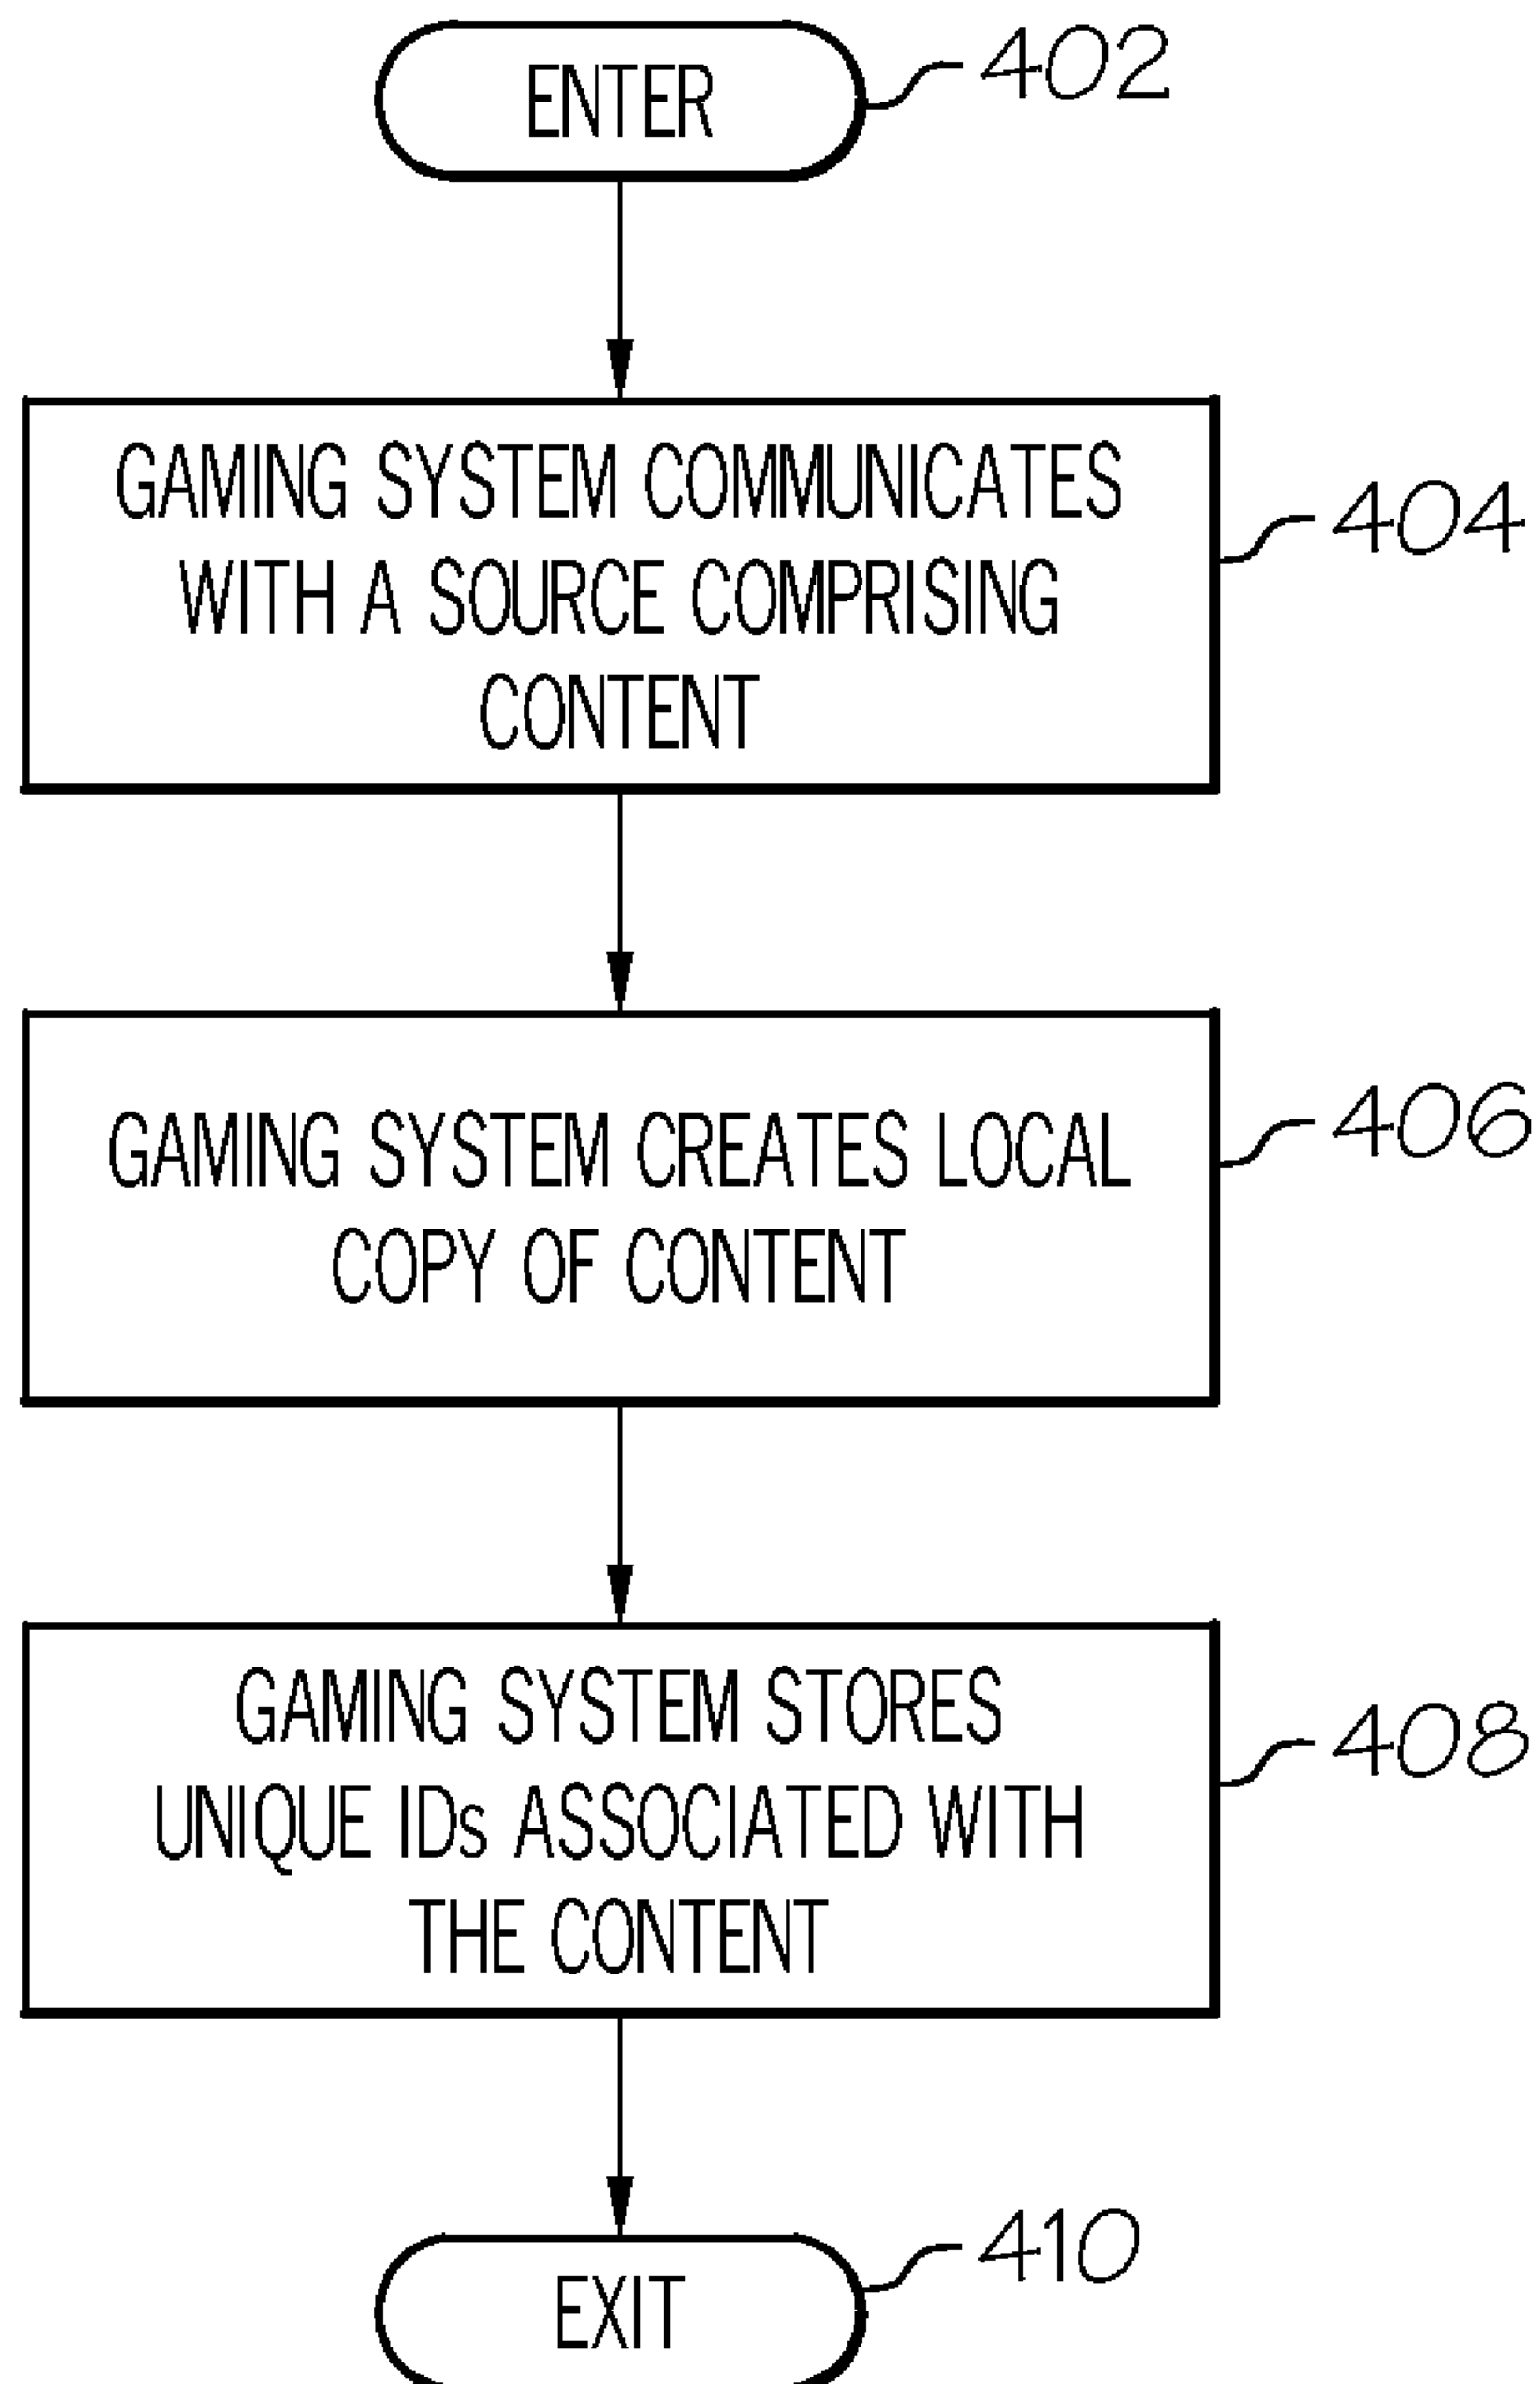 ENTER
402
GAMING SYSTEM COMMUNICATES
WITH A SOURCE COMPRISING
CONTENT
404
GAMING SYSTEM CREATES LOCAL
COPY OF CONTENT
406
GAMING SYSTEM STORES
UNIQUE IDs ASSOCIATED WITH
THE CONTENT
408
EXIT
410